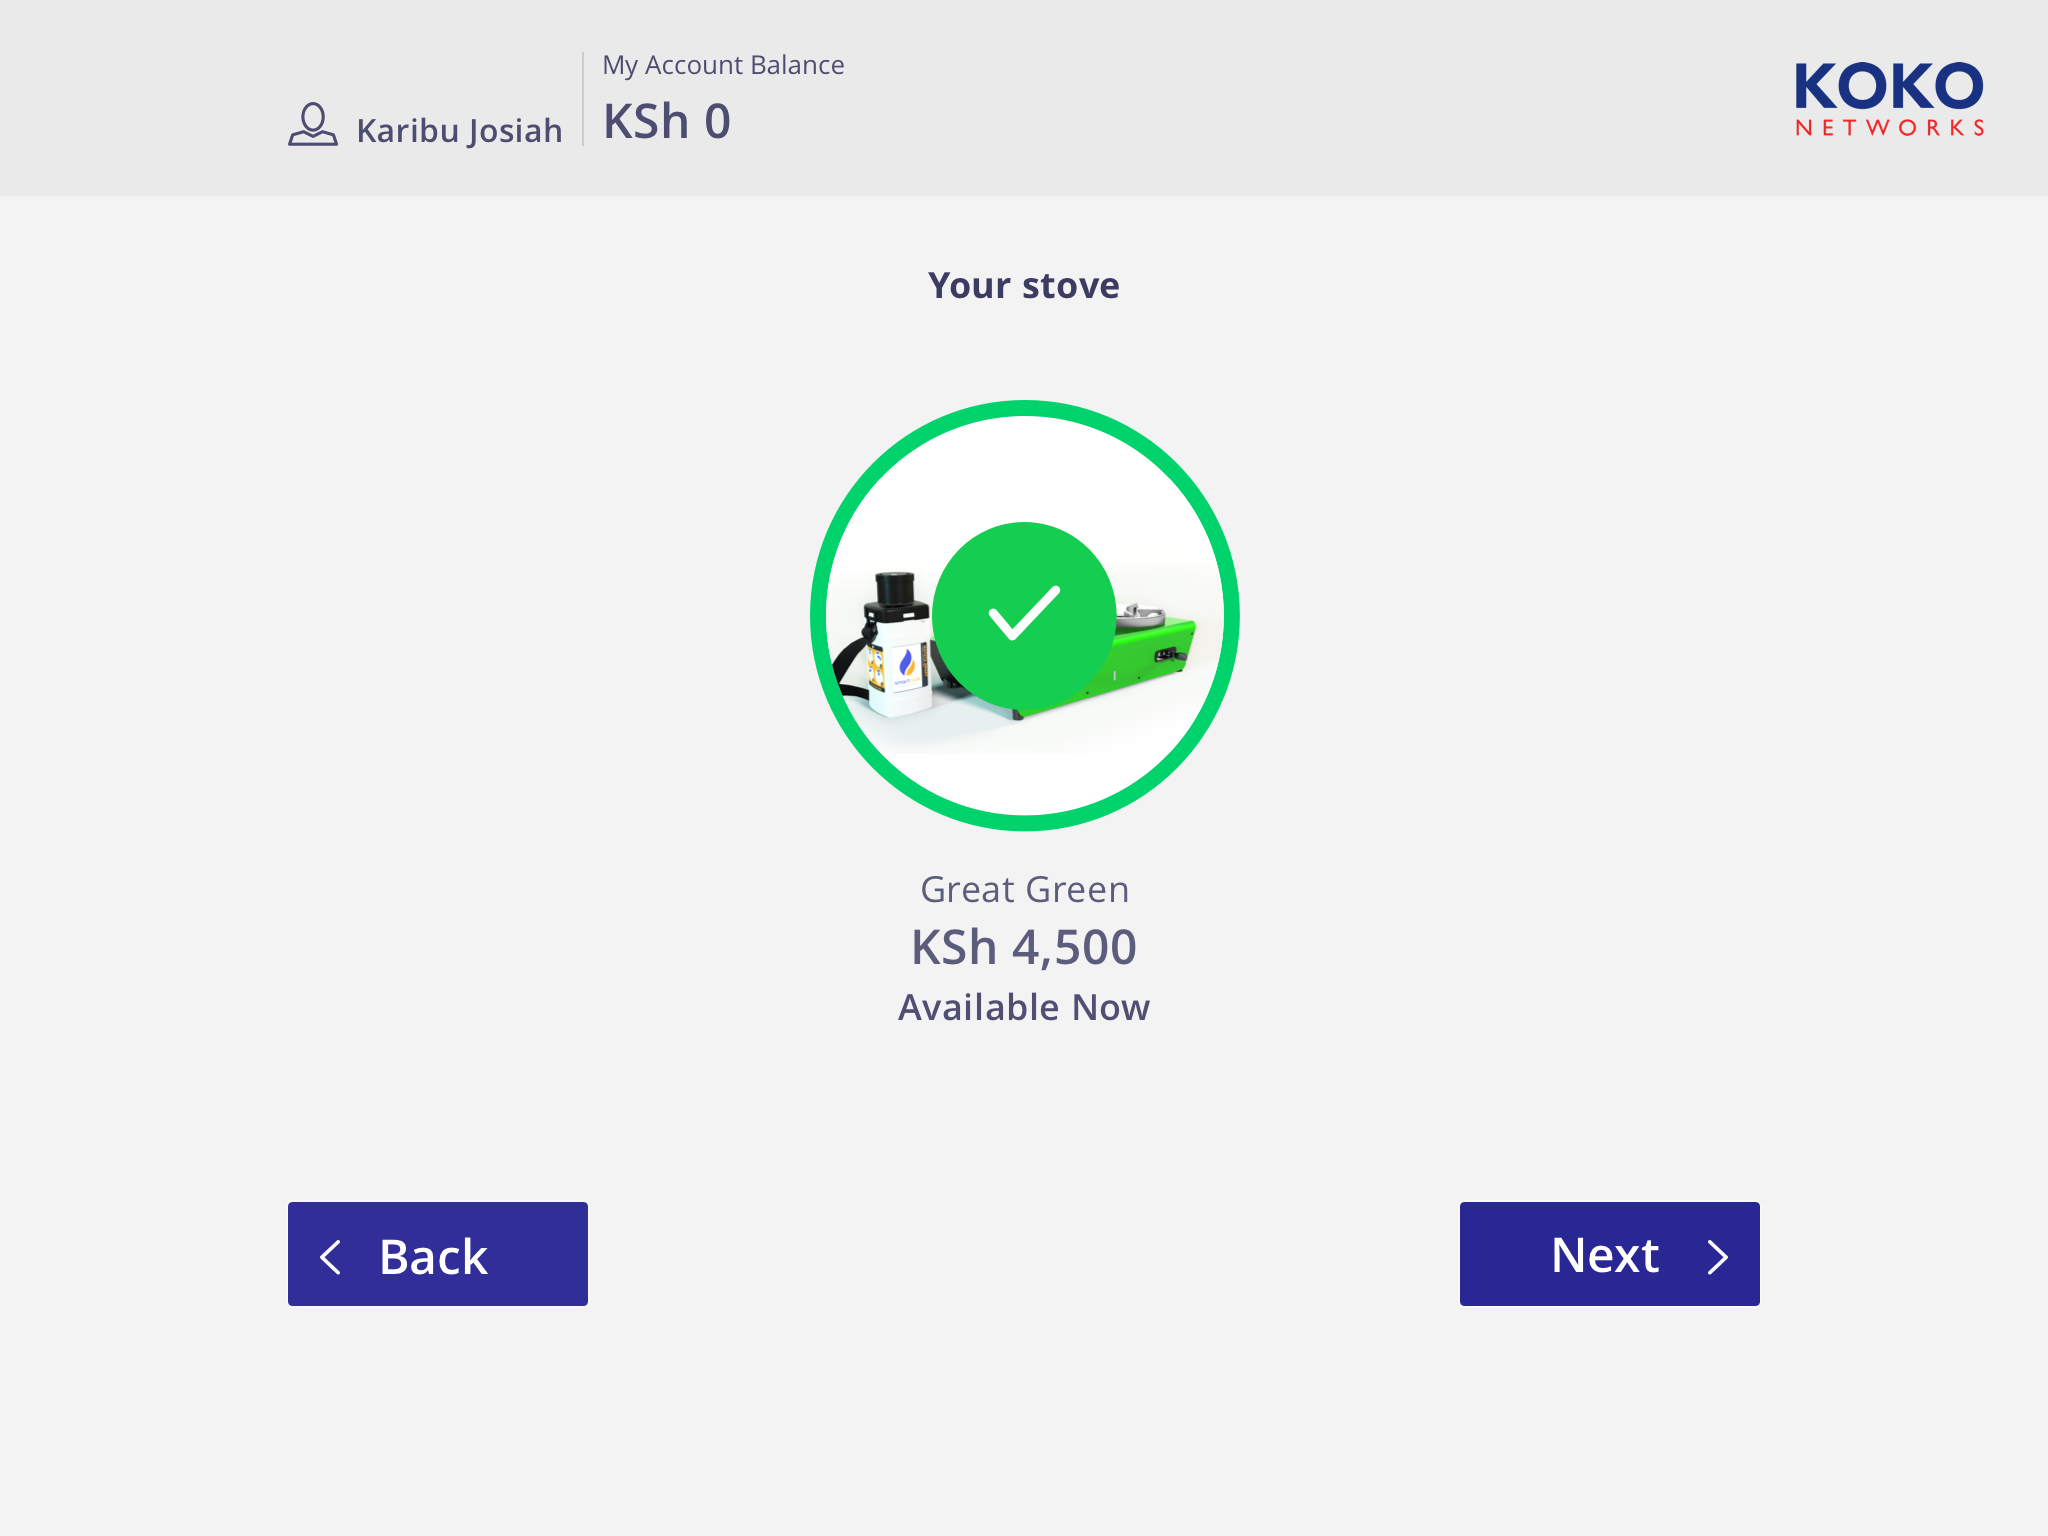 Karibu Josiah
My Account Balance
KSh 0
KOKO
NETWORKS
Your stove
Great Green
KSh 4,500
Available Now
Back
Next